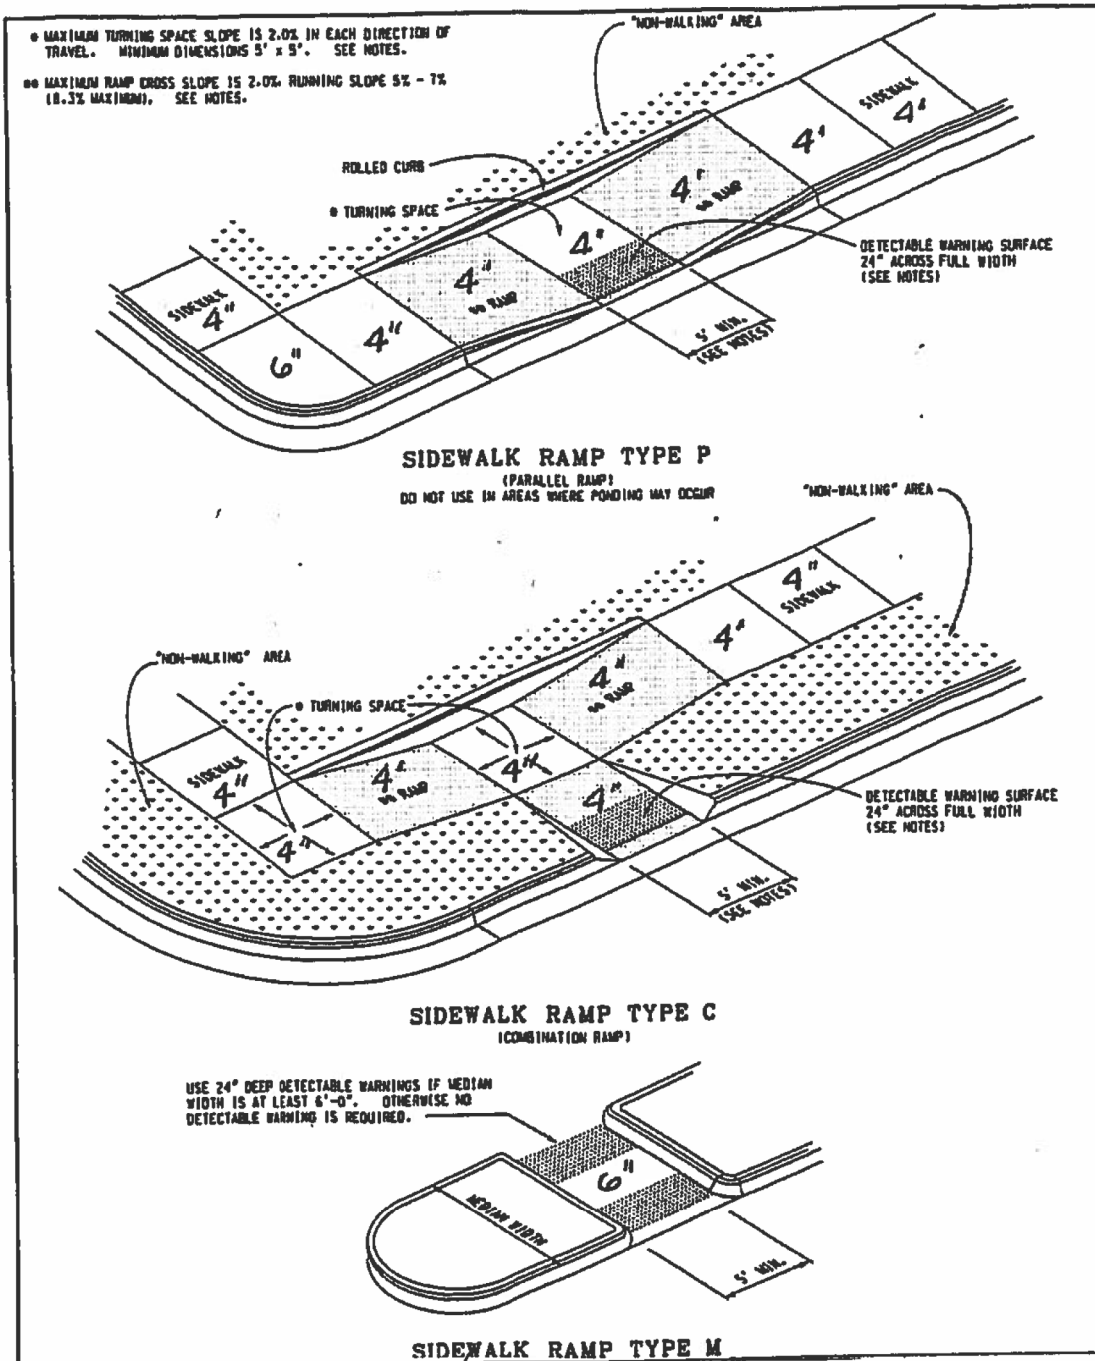 * MAXIMUM TURNING SPACE SLOPE IS 2.0% IN EACH DIRECTION OF
TRAVEL. MINIMUM DIMENSIONS 5' x 5'. SEE NOTES.
** MAXIMUM RAMP CROSS SLOPE IS 2.0%, RUNNING SLOPE 5% - 7%
(8.3% MAXIMUM). SEE NOTES.
"NON-WALKING" AREA
SIDEWALK
4"
4"
ROLLED CURB
4"
** RAMP
* TURNING SPACE
4"
DETECTABLE WARNING SURFACE
24" ACROSS FULL WIDTH
(SEE NOTES)
4"
** RAMP
SIDEWALK
4"
4"
6"
5' MIN.
(SEE NOTES)
SIDEWALK RAMP TYPE P
(PARALLEL RAMP)
DO NOT USE IN AREAS WHERE PONDING MAY OCCUR
"NON-WALKING" AREA
4"
SIDEWALK
4"
"NON-WALKING" AREA
4"
** RAMP
* TURNING SPACE
SIDEWALK
4"
4"
** RAMP
4"
4"
4"
DETECTABLE WARNING SURFACE
24" ACROSS FULL WIDTH
(SEE NOTES)
5' MIN.
(SEE NOTES)
SIDEWALK RAMP TYPE C
(COMBINATION RAMP)
USE 24" DEEP DETECTABLE WARNINGS IF MEDIAN
WIDTH IS AT LEAST 6'-0". OTHERWISE NO
DETECTABLE WARNING IS REQUIRED.
6"
MEDIAN WIDTH
5' MIN.
SIDEWALK RAMP TYPE M